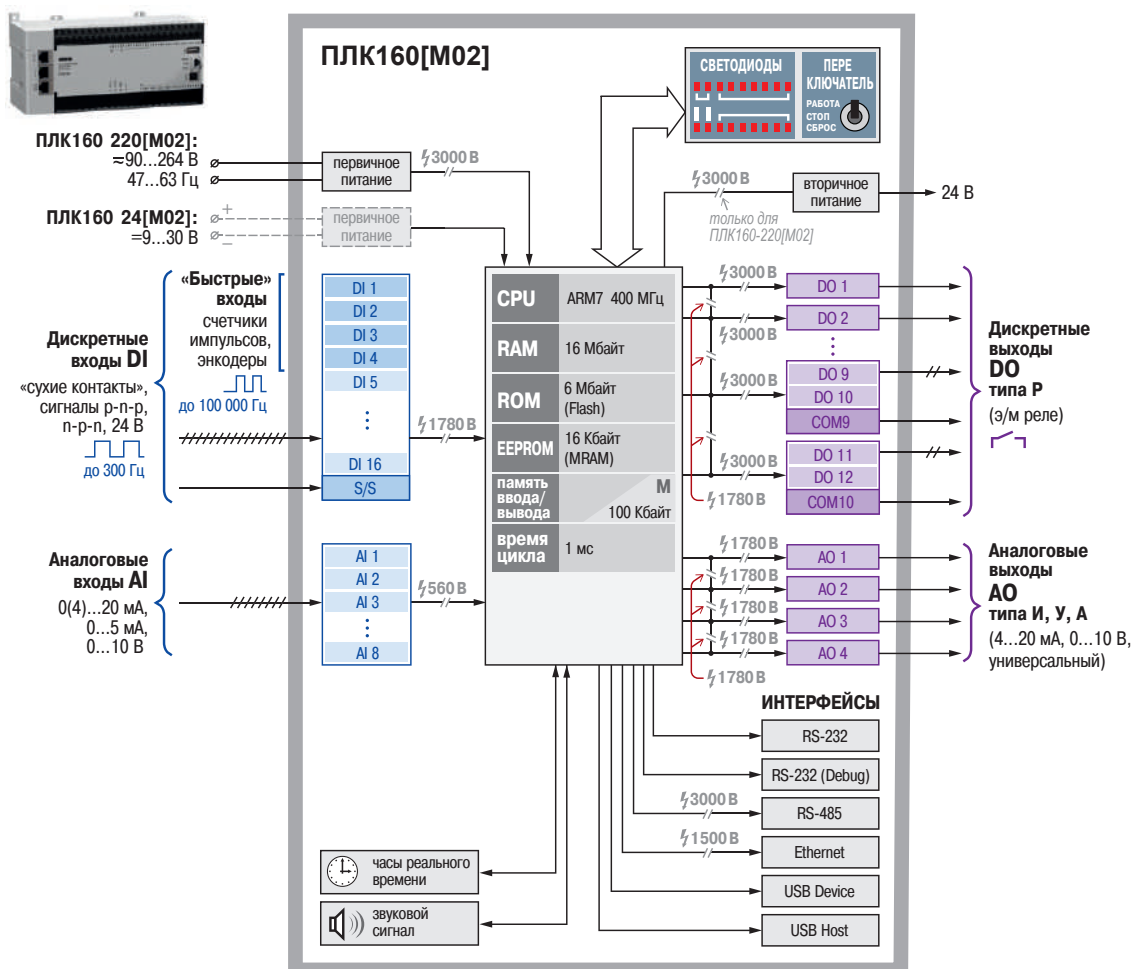 ПЛК160[М02]
СВЕТОДИОДЫ
ПЕРЕ
КЛЮЧАТЕЛЬ
РАБОТА
СТОП
СБРОС
ПЛК160 220[М02]:
≂90...264 В
47...63 Гц
первичное
питание
3000 В
ПЛК160 24[М02]:
=9...30 В
+
–
первичное
питание
3000 В
только для
ПЛК160-220[М02]
вторичное
питание
24 В
«Быстрые»
входы
счетчики
импульсов,
энкодеры
до 100 000 Гц
Дискретные
входы DI
«сухие контакты»,
сигналы p-n-p,
n-p-n, 24 В
до 300 Гц
DI 1
DI 2
DI 3
DI 4
DI 5
⋮
DI 16
S/S
1780 В
Аналоговые
входы AI
0(4)...20 мА,
0...5 мА,
0...10 В
AI 1
AI 2
AI 3
⋮
AI 8
560 В
CPU ARM7 400 МГц
RAM 16 Мбайт
ROM 6 Мбайт
(Flash)
EEPROM 16 Кбайт
(MRAM)
память
ввода/
вывода
М
100 Кбайт
время
цикла
1 мс
3000 В
DO 1
DO 2
3000 В
⋮
3000 В
DO 9
DO 10
COM9
3000 В
DO 11
DO 12
COM10
1780 В
Дискретные
выходы
DO
типа Р
(э/м реле)
1780 В
AO 1
1780 В
AO 2
1780 В
AO 3
1780 В
AO 4
1780 В
Аналоговые
выходы
AO
типа И, У, А
(4...20 мА, 0...10 В,
универсальный)
ИНТЕРФЕЙСЫ
RS-232
RS-232 (Debug)
3000 В
RS-485
1500 В
Ethernet
USB Device
USB Host
часы реального
времени
звуковой
сигнал